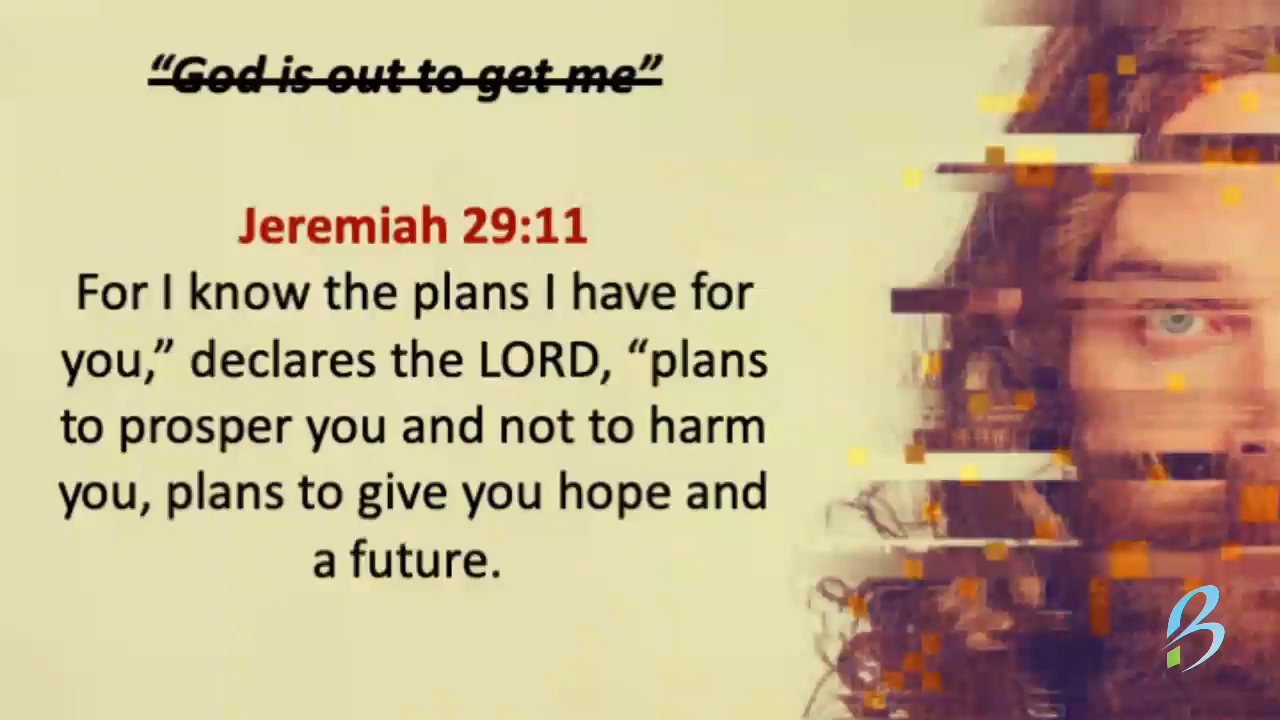 “God is out to get me”
Jeremiah 29:11
For I know the plans I have for
you,” declares the LORD, “plans
to prosper you and not to harm
you, plans to give you hope and
a future.